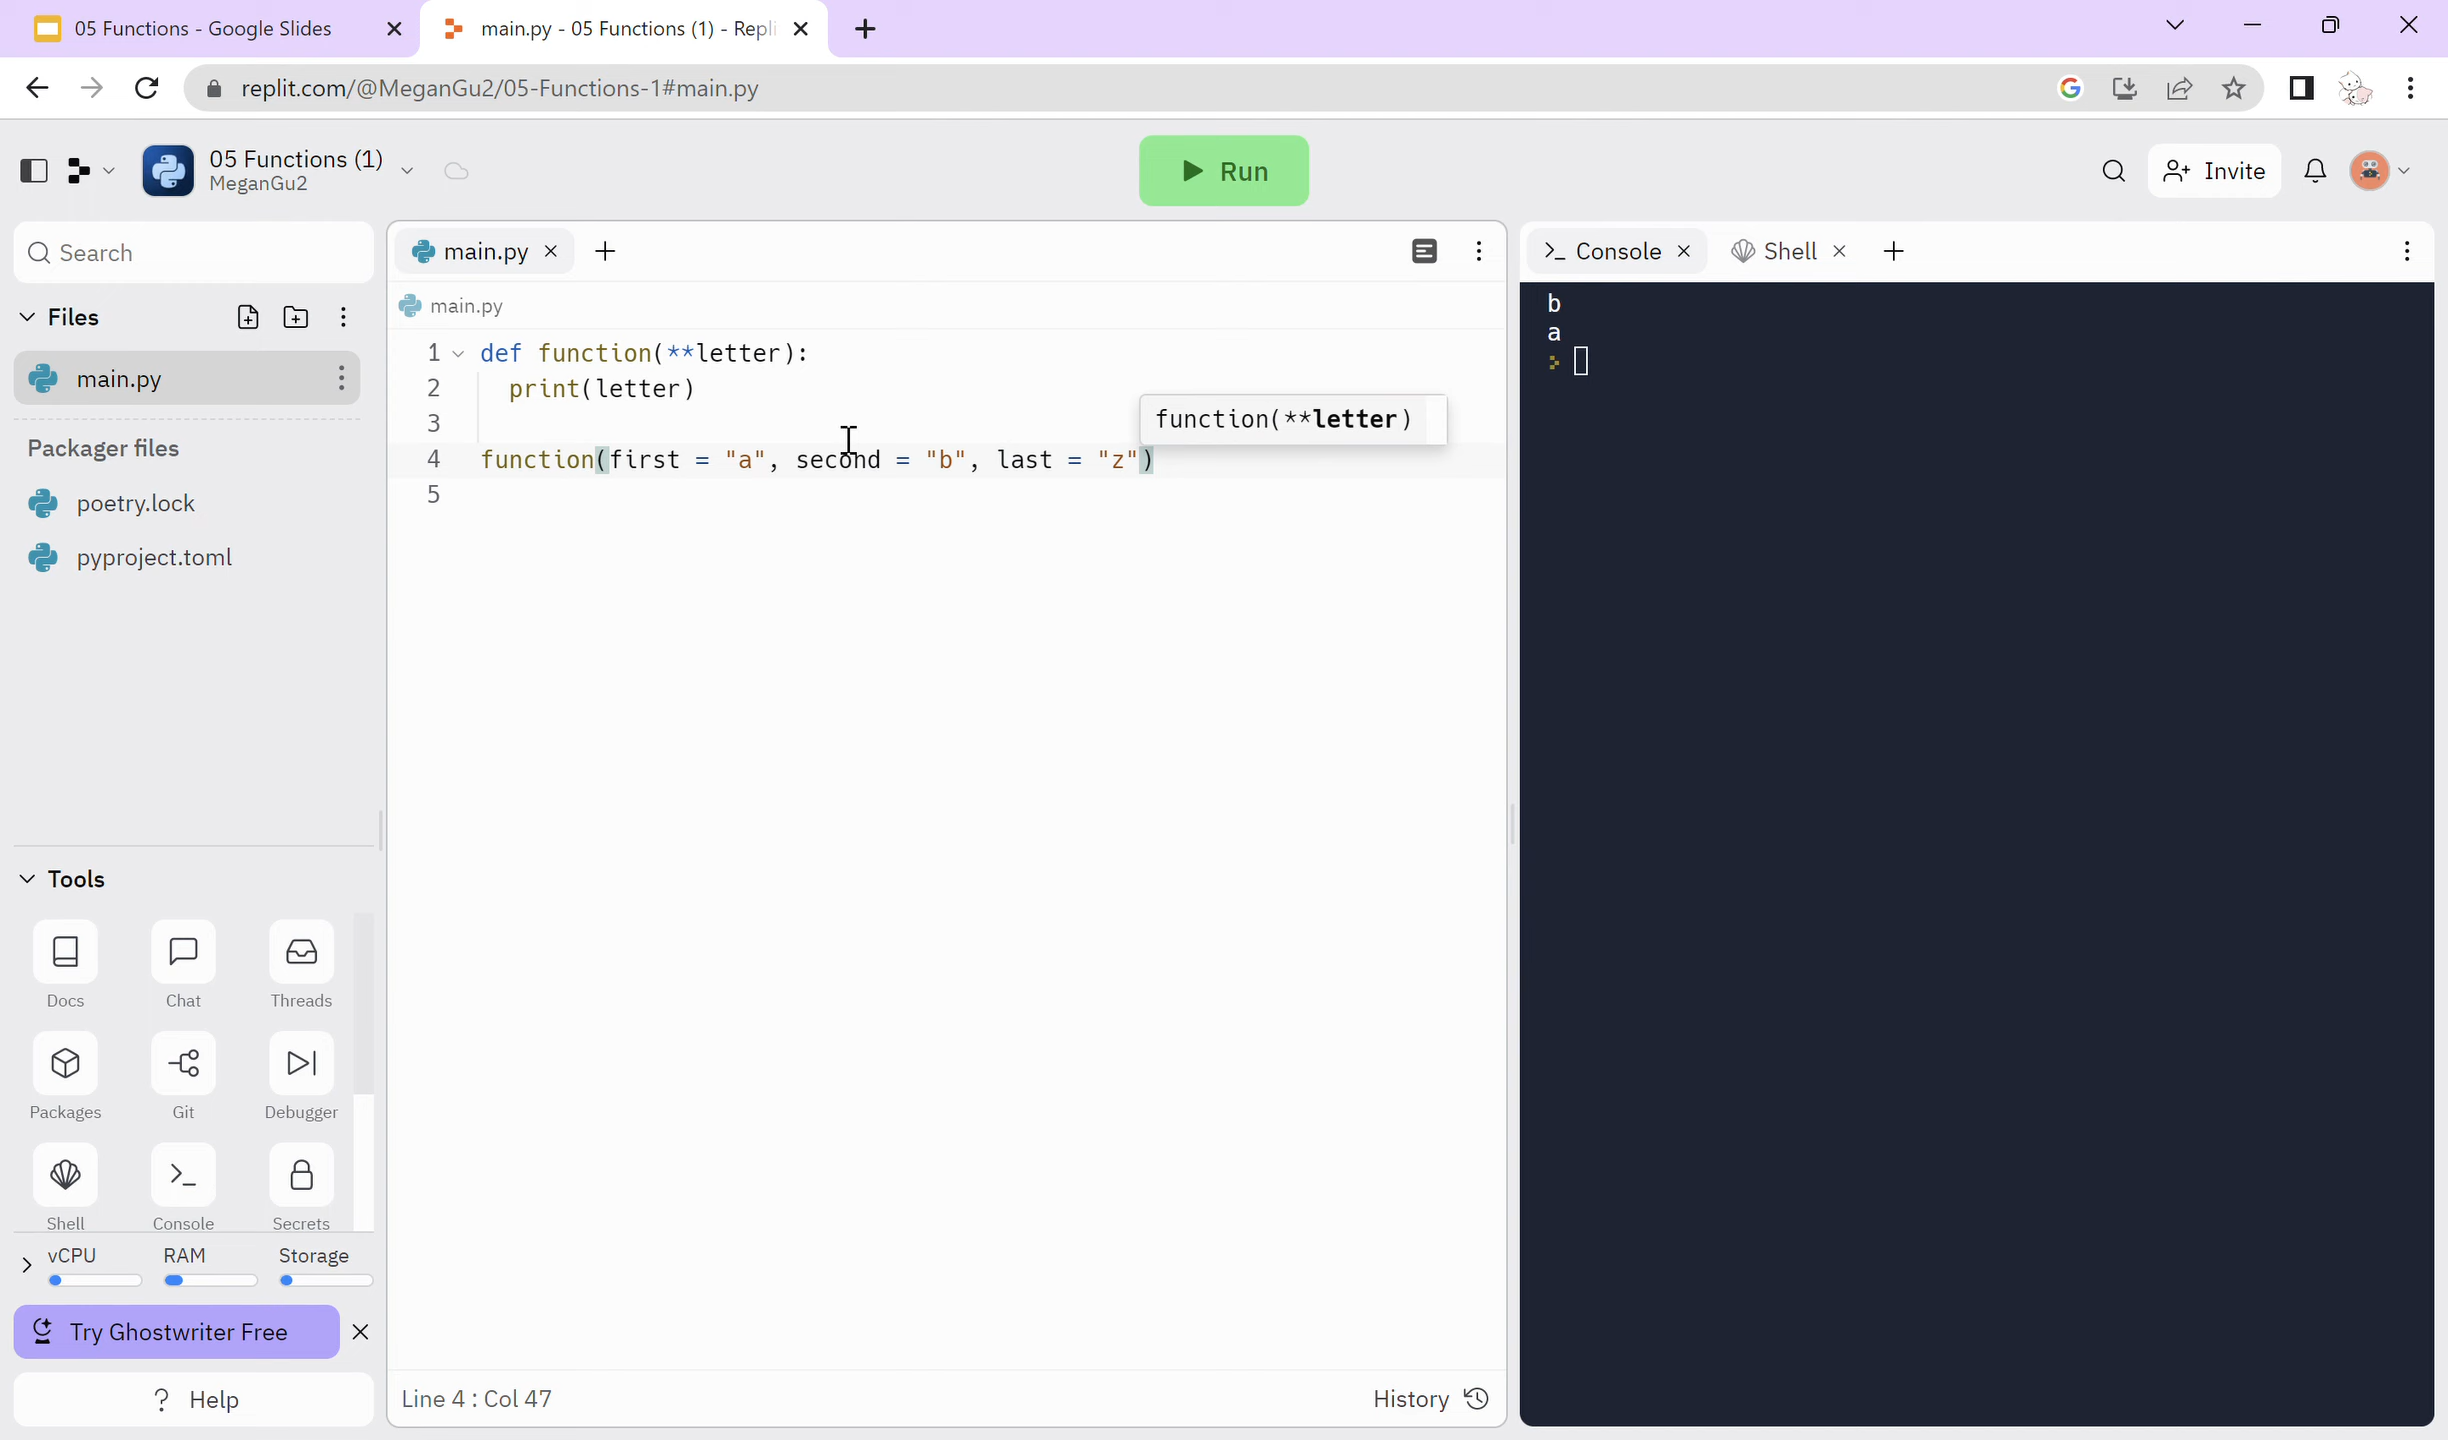 05 Functions - Google Slides
main.py - 05 Functions (1) - Repli
replit.com/@MeganGu2/05-Functions-1#main.py
05 Functions (1)
MeganGu2
Run
Invite
Search
Files
main.py
Packager files
poetry.lock
pyproject.toml
Tools
Docs Chat Threads
Packages Git Debugger
Shell Console Secrets
vCPU RAM Storage
Try Ghostwriter Free
? Help
main.py
main.py
1 def function(**letter):
2 print(letter)
3
function(**letter)
4 function(first = "a", second = "b", last = "z")
5
Line 4 : Col 47
History
>_ Console
Shell
b
a